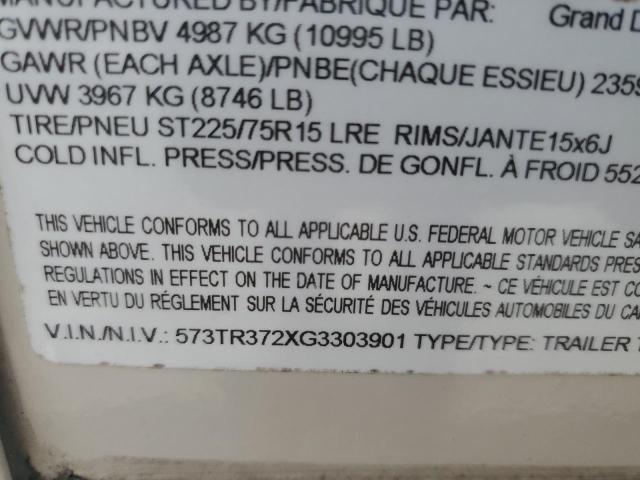 MANUFACTURED BY/FABRIQUE PAR: Grand
GVWR/PNBV 4987 KG (10995 LB)
GAWR (EACH AXLE)/PNBE(CHAQUE ESSIEU) 2359
UVW 3967 KG (8746 LB)
TIRE/PNEU ST225/75R15 LRE RIMS/JANTE15x6J
COLD INFL. PRESS/PRESS. DE GONFL. À FROID 552
THIS VEHICLE CONFORMS TO ALL APPLICABLE U.S. FEDERAL MOTOR VEHICLE SA
SHOWN ABOVE. THIS VEHICLE CONFORMS TO ALL APPLICABLE STANDARDS PRES
REGULATIONS IN EFFECT ON THE DATE OF MANUFACTURE. ~ CE VÉHICULE EST CO
EN VERTU DU RÉGLEMENT SUR LA SÉCURITÉ DES VÉHICULES AUTOMOBILES DU CA
V.I.N./N.I.V.: 573TR372XG3303901 TYPE/TYPE: TRAILER